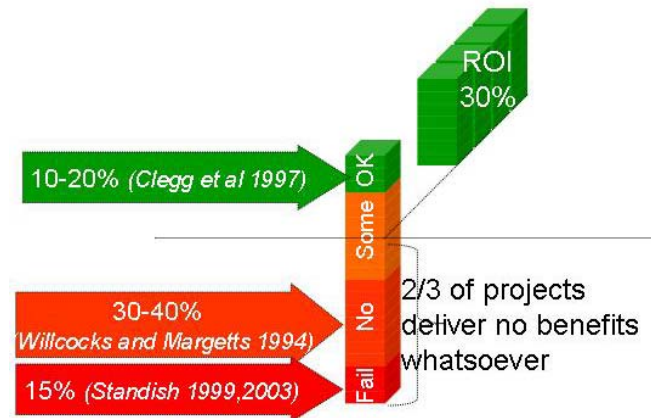 ROI
30%
10-20% (Clegg et al 1997)
OK
Some
No
Fail
30-40%
(Willcocks and Margetts 1994)
15% (Standish 1999,2003)
2/3 of projects
deliver no benefits
whatsoever